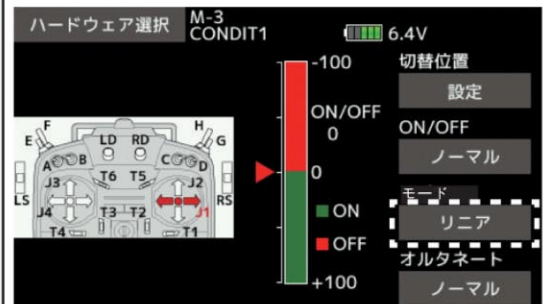 ハードウェア選択
M-3
CONDIT1
6.4V
-100
ON/OFF
0
0
ON
OFF
+100
切替位置
設定
ON/OFF
ノーマル
モード
リニア
オルタネート
ノーマル
F
H
E
LD
RD
G
A
B
C
D
T6
T5
J3
J2
LS
RS
J4
T3
T2
J1
T4
T1